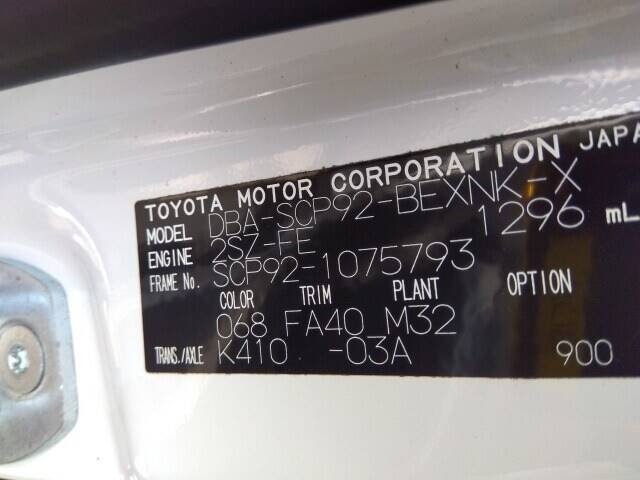 TOYOTA MOTOR CORPORATION JAPA
MODEL DBA-SCP92-BEXNK-X
ENGINE 2SZ-FE 1296 mL
FRAME No. SCP92-1075793
COLOR TRIM PLANT OPTION
068 FA40 M32
TRANS./AXLE K410 -03A 900